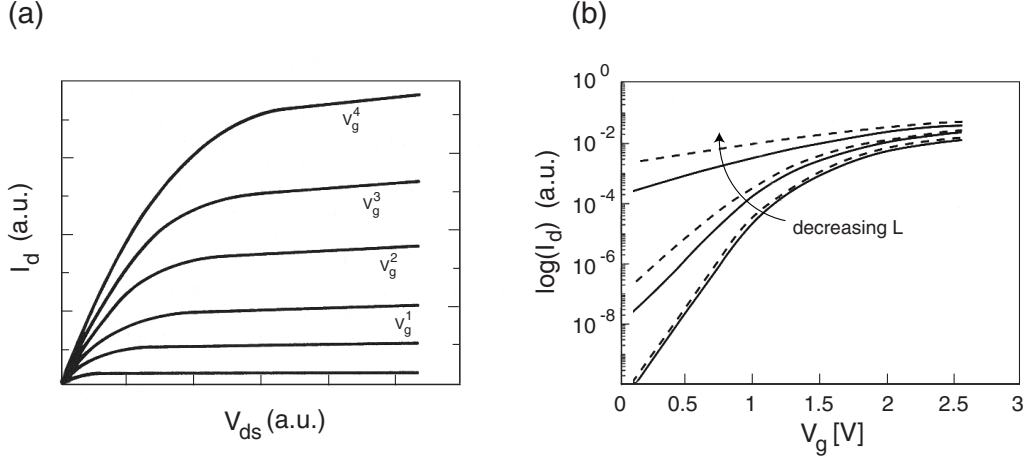 (a)
I_d (a.u.)
V_g^4
V_g^3
V_g^2
V_g^1
V_ds (a.u.)
(b)
log(I_d) (a.u.)
10^0
10^-2
10^-4
10^-6
10^-8
decreasing L
0 0.5 1 1.5 2 2.5 3
V_g [V]